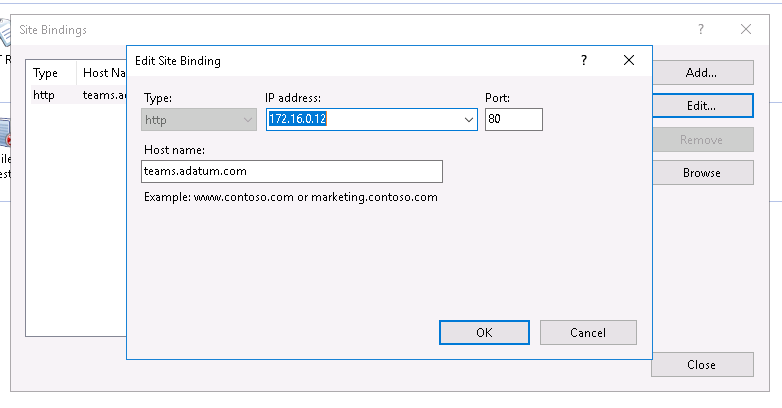 Site Bindings
?
Type Host Na
http teams.ad
Add...
Edit...
Remove
Browse
Close
Edit Site Binding
?
Type: IP address: Port:
http 172.16.0.12 80
Host name:
teams.adatum.com
Example: www.contoso.com or marketing.contoso.com
OK Cancel